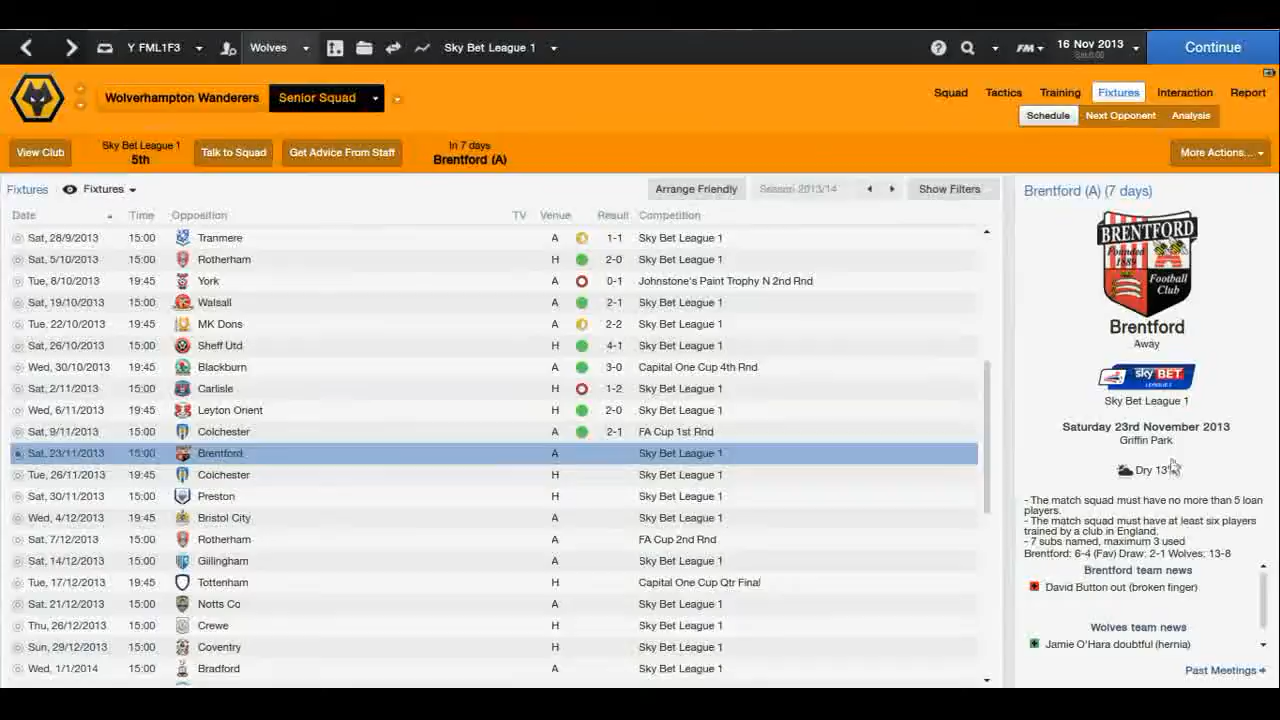 Y FML1F3 Wolves Sky Bet League 1 FM 16 Nov 2013 Continue
Wolverhampton Wanderers Senior Squad Squad Tactics Training Fixtures Interaction Report
Schedule Next Opponent Analysis
View Club Sky Bet League 1 5th Talk to Squad Get Advice From Staff In 7 days Brentford (A) More Actions...
Fixtures Fixtures Arrange Friendly Season 2013/14 Show Filters
Date Time Opposition TV Venue Result Competition
Sat, 28/9/2013 15:00 Tranmere A 1-1 Sky Bet League 1
Sat, 5/10/2013 15:00 Rotherham H 2-0 Sky Bet League 1
Tue, 8/10/2013 19:45 York A 0-1 Johnstone's Paint Trophy N 2nd Rnd
Sat, 19/10/2013 15:00 Walsall A 2-1 Sky Bet League 1
Tue, 22/10/2013 19:45 MK Dons A 2-2 Sky Bet League 1
Sat, 26/10/2013 15:00 Sheff Utd H 4-1 Sky Bet League 1
Wed, 30/10/2013 19:45 Blackburn A 3-0 Capital One Cup 4th Rnd
Sat, 2/11/2013 15:00 Carlisle H 1-2 Sky Bet League 1
Wed, 6/11/2013 19:45 Leyton Orient H 2-0 Sky Bet League 1
Sat, 9/11/2013 15:00 Colchester A 2-1 FA Cup 1st Rnd
Sat, 23/11/2013 15:00 Brentford A Sky Bet League 1
Tue, 26/11/2013 19:45 Colchester H Sky Bet League 1
Sat, 30/11/2013 15:00 Preston H Sky Bet League 1
Wed, 4/12/2013 19:45 Bristol City A Sky Bet League 1
Sat, 7/12/2013 15:00 Rotherham A FA Cup 2nd Rnd
Sat, 14/12/2013 15:00 Gillingham A Sky Bet League 1
Tue, 17/12/2013 19:45 Tottenham H Capital One Cup Qtr Final
Sat, 21/12/2013 15:00 Notts Co A Sky Bet League 1
Thu, 26/12/2013 15:00 Crewe H Sky Bet League 1
Sun, 29/12/2013 15:00 Coventry H Sky Bet League 1
Wed, 1/1/2014 15:00 Bradford A Sky Bet League 1
Brentford (A) (7 days)
BRENTFORD
Founded
1889
Football
Club
Brentford
Away
sky BET
LEAGUE 1
Sky Bet League 1
Saturday 23rd November 2013
Griffin Park
Dry 13°
- The match squad must have no more than 5 loan
players.
- The match squad must have at least six players
trained by a club in England.
- 7 subs named, maximum 3 used
Brentford: 6-4 (Fav) Draw: 2-1 Wolves: 13-8
Brentford team news
David Button out (broken finger)
Wolves team news
Jamie O'Hara doubtful (hernia)
Past Meetings